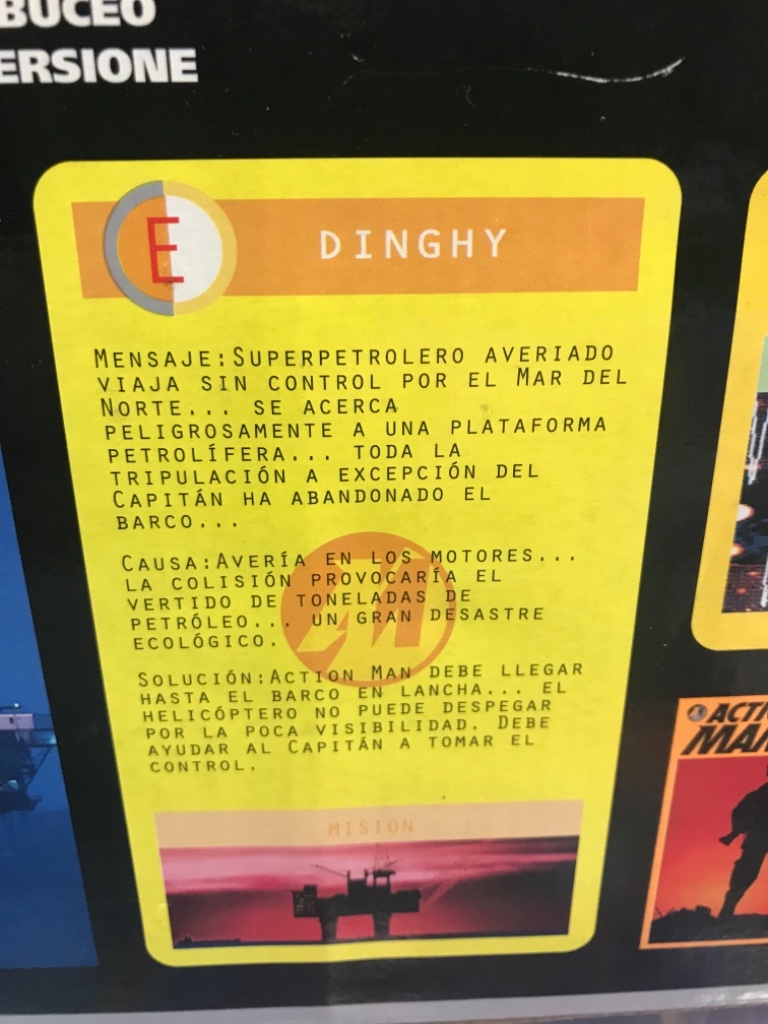 BUCEO
ERSIONE
E
DINGHY
MENSAJE:SUPERPETROLERO AVERIADO
VIAJA SIN CONTROL POR EL MAR DEL
NORTE... SE ACERCA
PELIGROSAMENTE A UNA PLATAFORMA
PETROLÍFERA... TODA LA
TRIPULACIÓN A EXCEPCIÓN DEL
CAPITÁN HA ABANDONADO EL
BARCO...
CAUSA:AVERÍA EN LOS MOTORES...
LA COLISIÓN PROVOCARÍA EL
VERTIDO DE TONELADAS DE
PETRÓLEO... UN GRAN DESASTRE
ECOLÓGICO.
SOLUCIÓN:ACTION MAN DEBE LLEGAR
HASTA EL BARCO EN LANCHA... EL
HELICÓPTERO NO PUEDE DESPEGAR
POR LA POCA VISIBILIDAD. DEBE
AYUDAR AL CAPITÁN A TOMAR EL
CONTROL.
MISION
ACTI
MAN